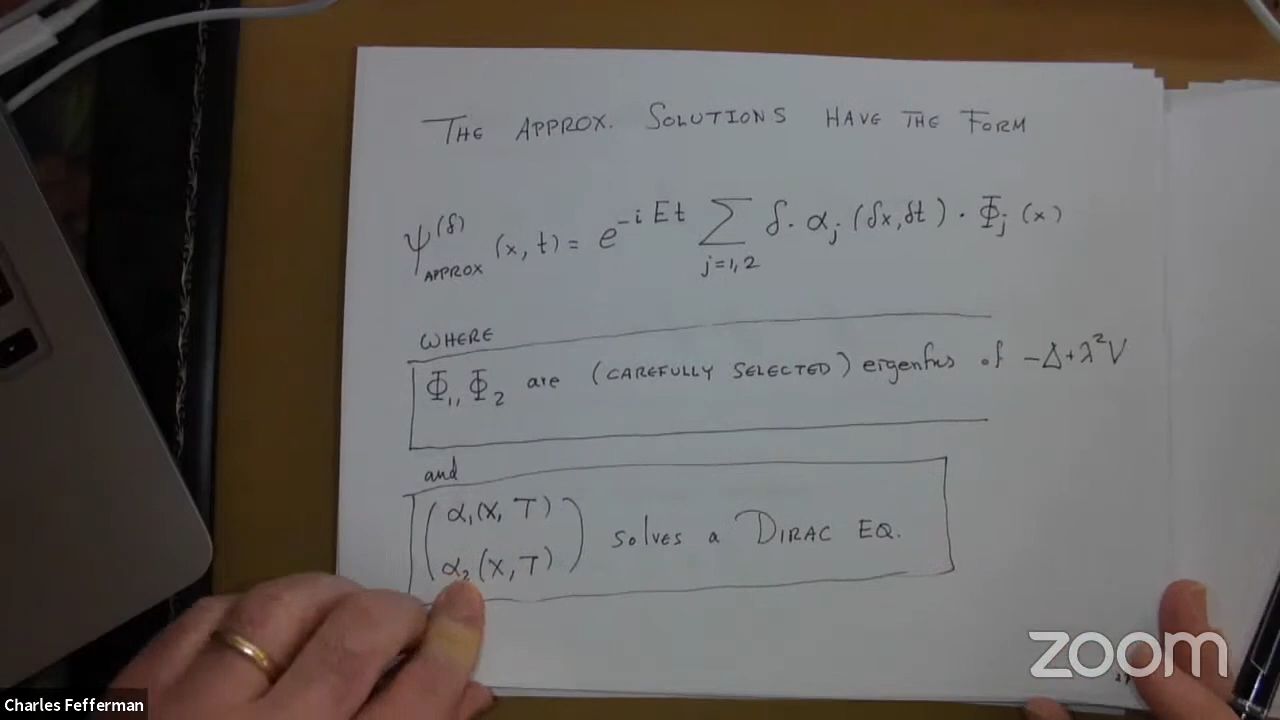 THE APPROX. SOLUTIONS HAVE THE FORM
ψ^(δ)_APPROX (x, t) = e^{-iEt} Σ_{j=1,2} δ · α_j (δx, δt) · Φ_j (x)
WHERE
Φ_1, Φ_2 are (CAREFULLY SELECTED) eigenfns of -Δ+λ²V
and
(α_1(X, T)
α_2(X, T)) solves a DIRAC EQ.
zoom
Charles Fefferman